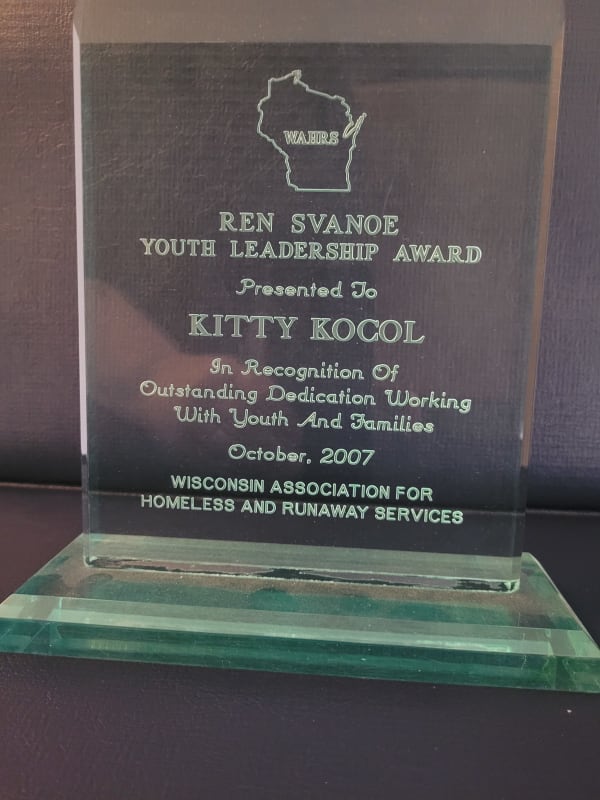 WAHRS
REN SVANOE
YOUTH LEADERSHIP AWARD
Presented To
KITTY KOCOL
In Recognition Of
Outstanding Dedication Working
With Youth And Families
October, 2007
WISCONSIN ASSOCIATION FOR
HOMELESS AND RUNAWAY SERVICES